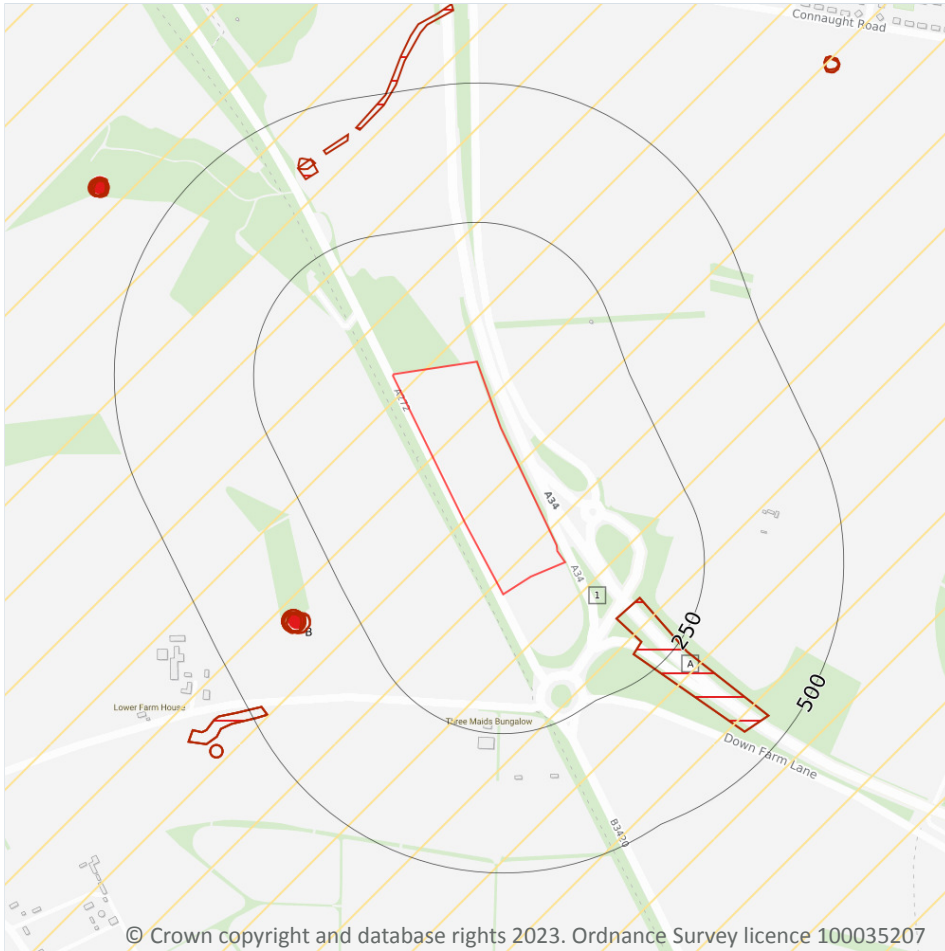 Connaught Road
A272
A34
A34
1
250
A
500
B
Lower Farm House
Three Maids Bungalow
Down Farm Lane
B3420
© Crown copyright and database rights 2023. Ordnance Survey licence 100035207